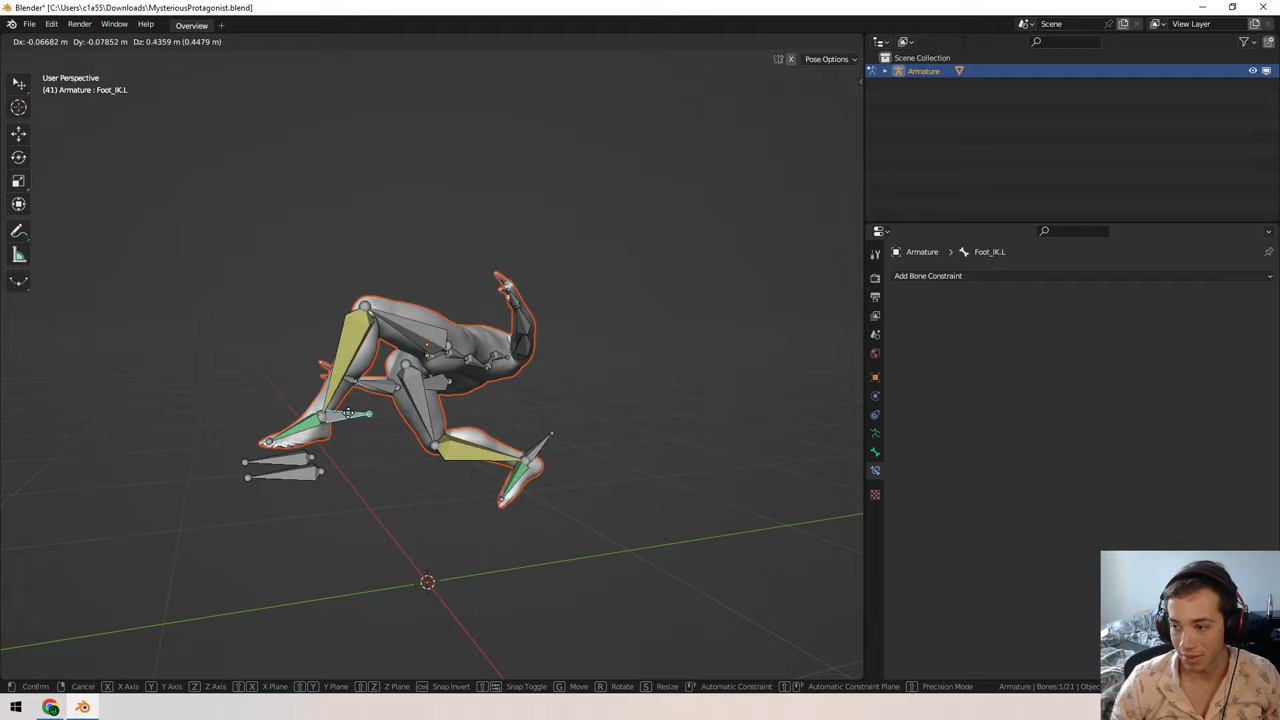 Blender* [C:\Users\c1a55\Downloads\MysteriousProtagonist.blend]
File Edit Render Window Help Overview + Scene View Layer
Dx: -0.06682 m Dy: -0.07852 m Dz: 0.4359 m (0.4479 m)
X Pose Options
Scene Collection
Armature
User Perspective
(41) Armature : Foot_IK.L
Armature > Foot_IK.L
Add Bone Constraint
Confirm Cancel X X Axis Y Y Axis Z Z Axis X X Plane Y Y Plane Z Z Plane Ctrl Snap Invert Snap Toggle G Move R Rotate S Resize Automatic Constraint Automatic Constraint Plane Precision Mode Armature | Bones:1/21 | Objec